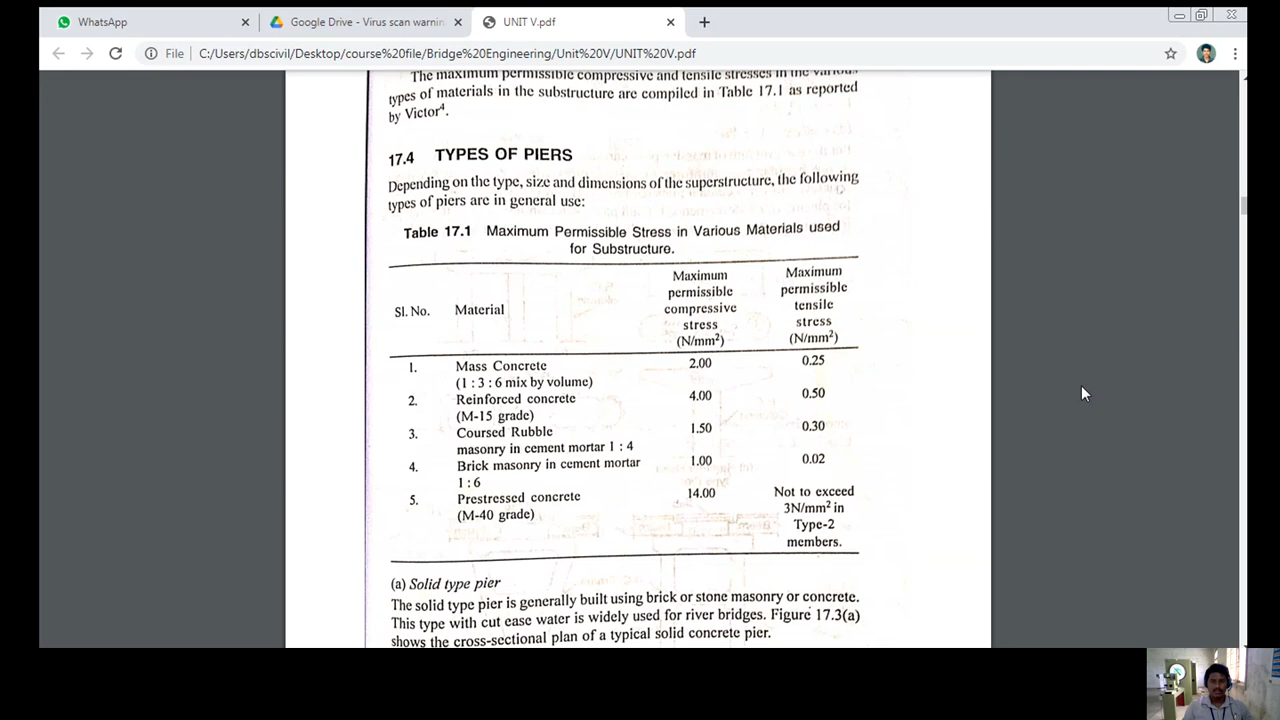 WhatsApp
Google Drive - Virus scan warnin
UNIT V.pdf
File
C:/Users/dbscivil/Desktop/course%20file/Bridge%20Engineering/Unit%20V/UNIT%20V.pdf
The maximum permissible compressive and tensile stresses in the various
types of materials in the substructure are compiled in Table 17.1 as reported
by Victor⁴.
17.4 TYPES OF PIERS
Depending on the type, size and dimensions of the superstructure, the following
types of piers are in general use:
Table 17.1 Maximum Permissible Stress in Various Materials used
for Substructure.
Sl. No. Material Maximum permissible compressive stress (N/mm²) Maximum permissible tensile stress (N/mm²)
1. Mass Concrete 2.00 0.25
(1 : 3 : 6 mix by volume)
2. Reinforced concrete 4.00 0.50
(M-15 grade)
3. Coursed Rubble 1.50 0.30
masonry in cement mortar 1 : 4
4. Brick masonry in cement mortar 1.00 0.02
1 : 6
5. Prestressed concrete 14.00 Not to exceed
(M-40 grade) 3N/mm² in
Type-2
members.
(a) Solid type pier
The solid type pier is generally built using brick or stone masonry or concrete.
This type with cut ease water is widely used for river bridges. Figure 17.3(a)
shows the cross-sectional plan of a typical solid concrete pier.